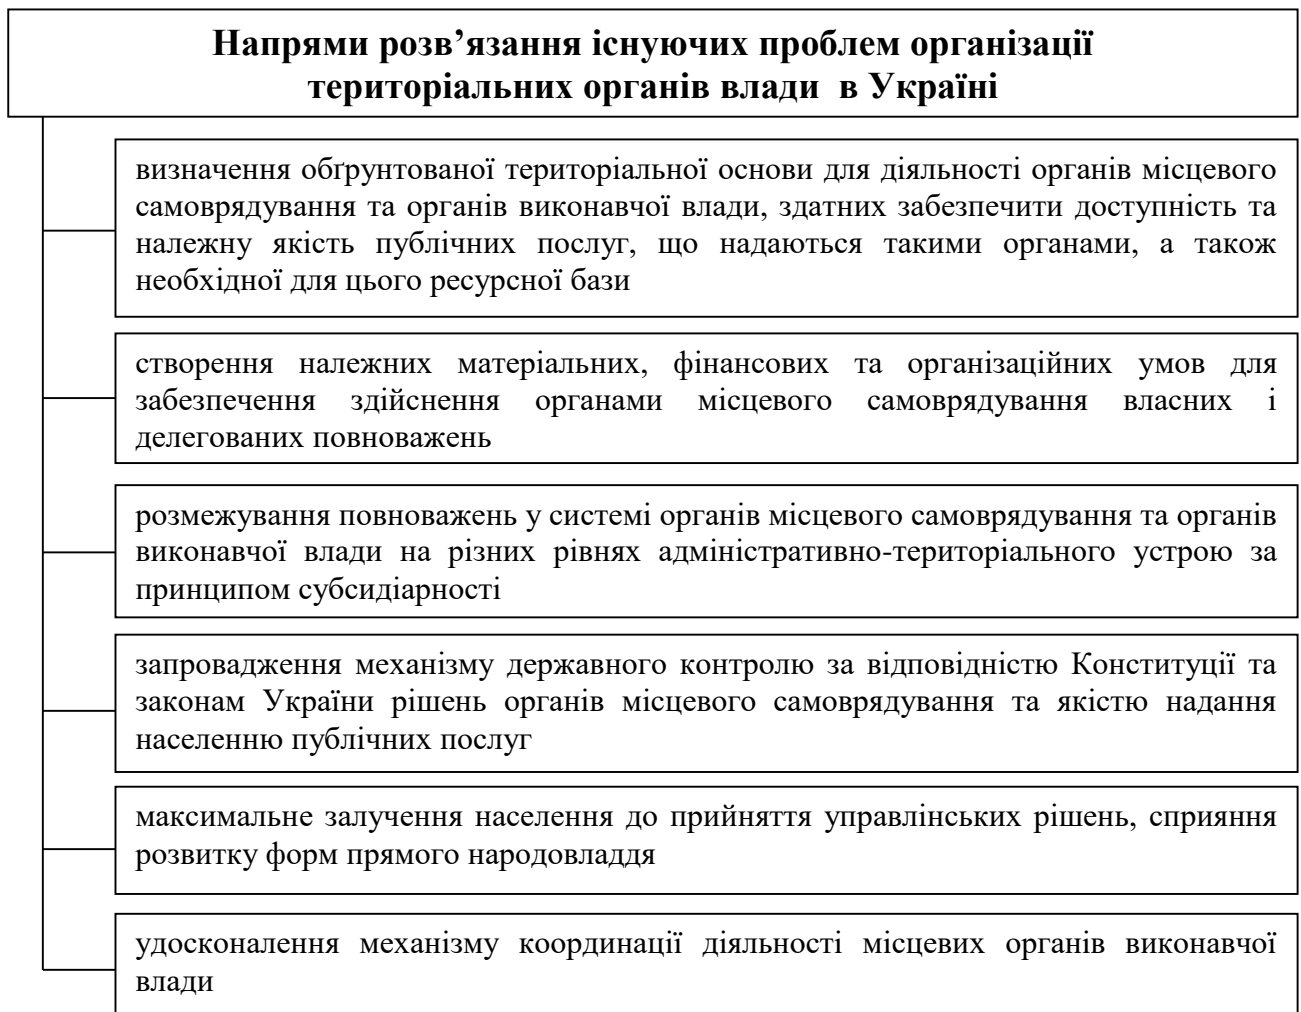 Напрями розв’язання існуючих проблем організації
територіальних органів влади в Україні
визначення обґрунтованої територіальної основи для діяльності органів місцевого
самоврядування та органів виконавчої влади, здатних забезпечити доступність та
належну якість публічних послуг, що надаються такими органами, а також
необхідної для цього ресурсної бази
створення належних матеріальних, фінансових та організаційних умов для
забезпечення здійснення органами місцевого самоврядування власних і
делегованих повноважень
розмежування повноважень у системі органів місцевого самоврядування та органів
виконавчої влади на різних рівнях адміністративно-територіального устрою за
принципом субсидіарності
запровадження механізму державного контролю за відповідністю Конституції та
законам України рішень органів місцевого самоврядування та якістю надання
населенню публічних послуг
максимальне залучення населення до прийняття управлінських рішень, сприяння
розвитку форм прямого народовладдя
удосконалення механізму координації діяльності місцевих органів виконавчої
влади